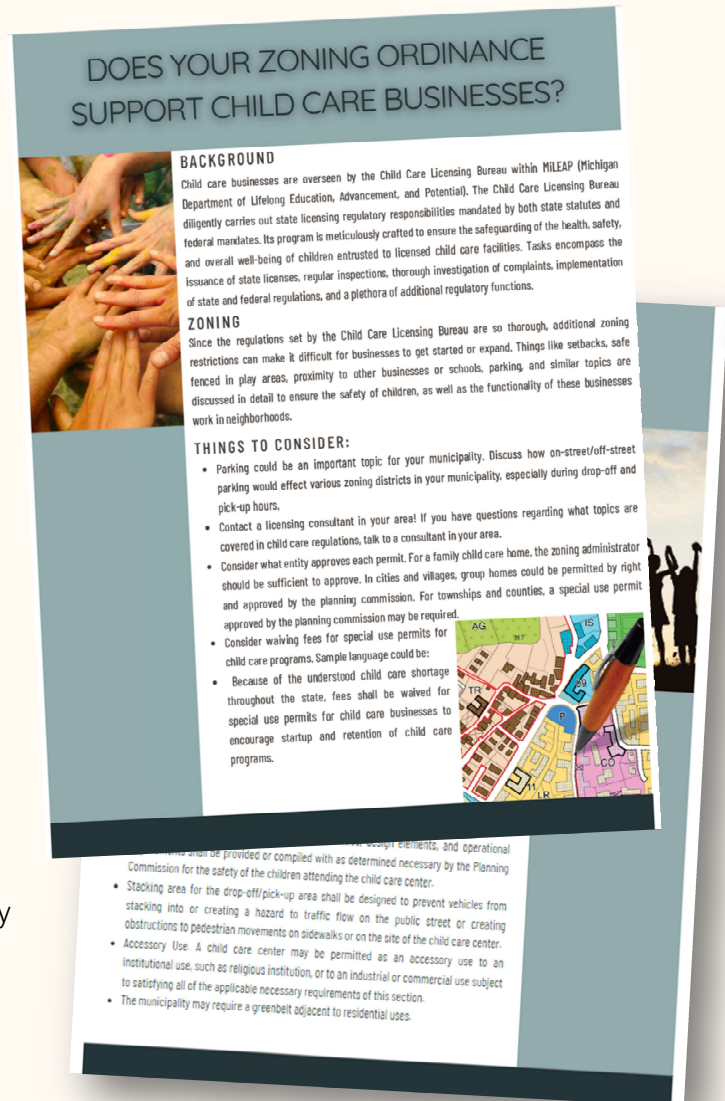 DOES YOUR ZONING ORDINANCE
SUPPORT CHILD CARE BUSINESSES?
BACKGROUND
Child care businesses are overseen by the Child Care Licensing Bureau within MiLEAP (Michigan
Department of LIfelong Education, Advancement, and Potential). The Child Care Licensing Bureau
diligently carries out state licensing regulatory responsibilities mandated by both state statutes and
federal mandates. Its program is meticulously crafted to ensure the safeguarding of the health, safety,
and overall well-being of children entrusted to licensed child care facilities. Tasks encompass the
issuance of state licenses, regular inspections, thorough investigation of complaints, implementation
of state and federal regulations, and a plethora of additional regulatory functions.
ZONING
Since the regulations set by the Child Care Licensing Bureau are so thorough, additional zoning
restrictions can make it difficult for businesses to get started or expand. Things like setbacks, safe
fenced in play areas, proximity to other businesses or schools, parking, and similar topics are
discussed in detail to ensure the safety of children, as well as the functionality of these businesses
work in neighborhoods.
THINGS TO CONSIDER:
• Parking could be an important topic for your municipality. Discuss how on-street/off-street
parking would effect various zoning districts in your municipality, especially during drop-off and
pick-up hours.
• Contact a licensing consultant in your area! If you have questions regarding what topics are
covered in child care regulations, talk to a consultant in your area.
• Consider what entity approves each permit. For a family child care home, the zoning administrator
should be sufficient to approve. In cities and villages, group homes could be permitted by right
and approved by the planning commission. For townships and counties, a special use permit
approved by the planning commission may be required.
• Consider waiving fees for special use permits for
child care programs. Sample language could be:
• Because of the understood child care shortage
throughout the state, fees shall be waived for
special use permits for child care businesses to
encourage startup and retention of child care
programs.
AG
IS
TR
P
CO
11
LR
design elements, and operational
shall be provided or compiled with as determined necessary by the Planning
Commission for the safety of the children attending the child care center.
• Stacking area for the drop-off/pick-up area shall be designed to prevent vehicles from
stacking into or creating a hazard to traffic flow on the public street or creating
obstructions to pedestrian movements on sidewalks or on the site of the child care center.
• Accessory Use. A child care center may be permitted as an accessory use to an
institutional use, such as religious institution, or to an industrial or commercial use subject
to satisfying all of the applicable necessary requirements of this section.
• The municipality may require a greenbelt adjacent to residential uses.
y